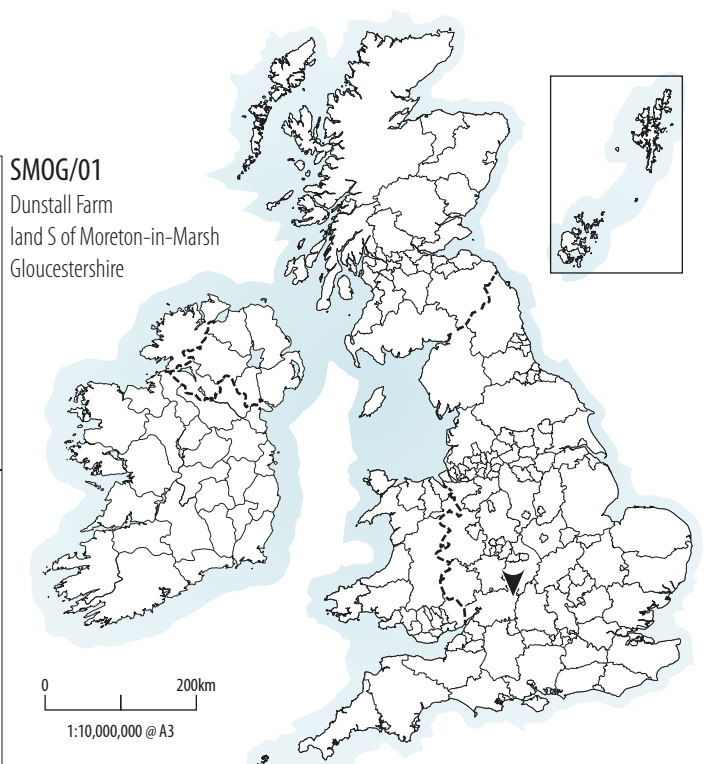 SMOG/01
Dunstall Farm
land S of Moreton-in-Marsh
Gloucestershire
0 200km
1:10,000,000 @ A3